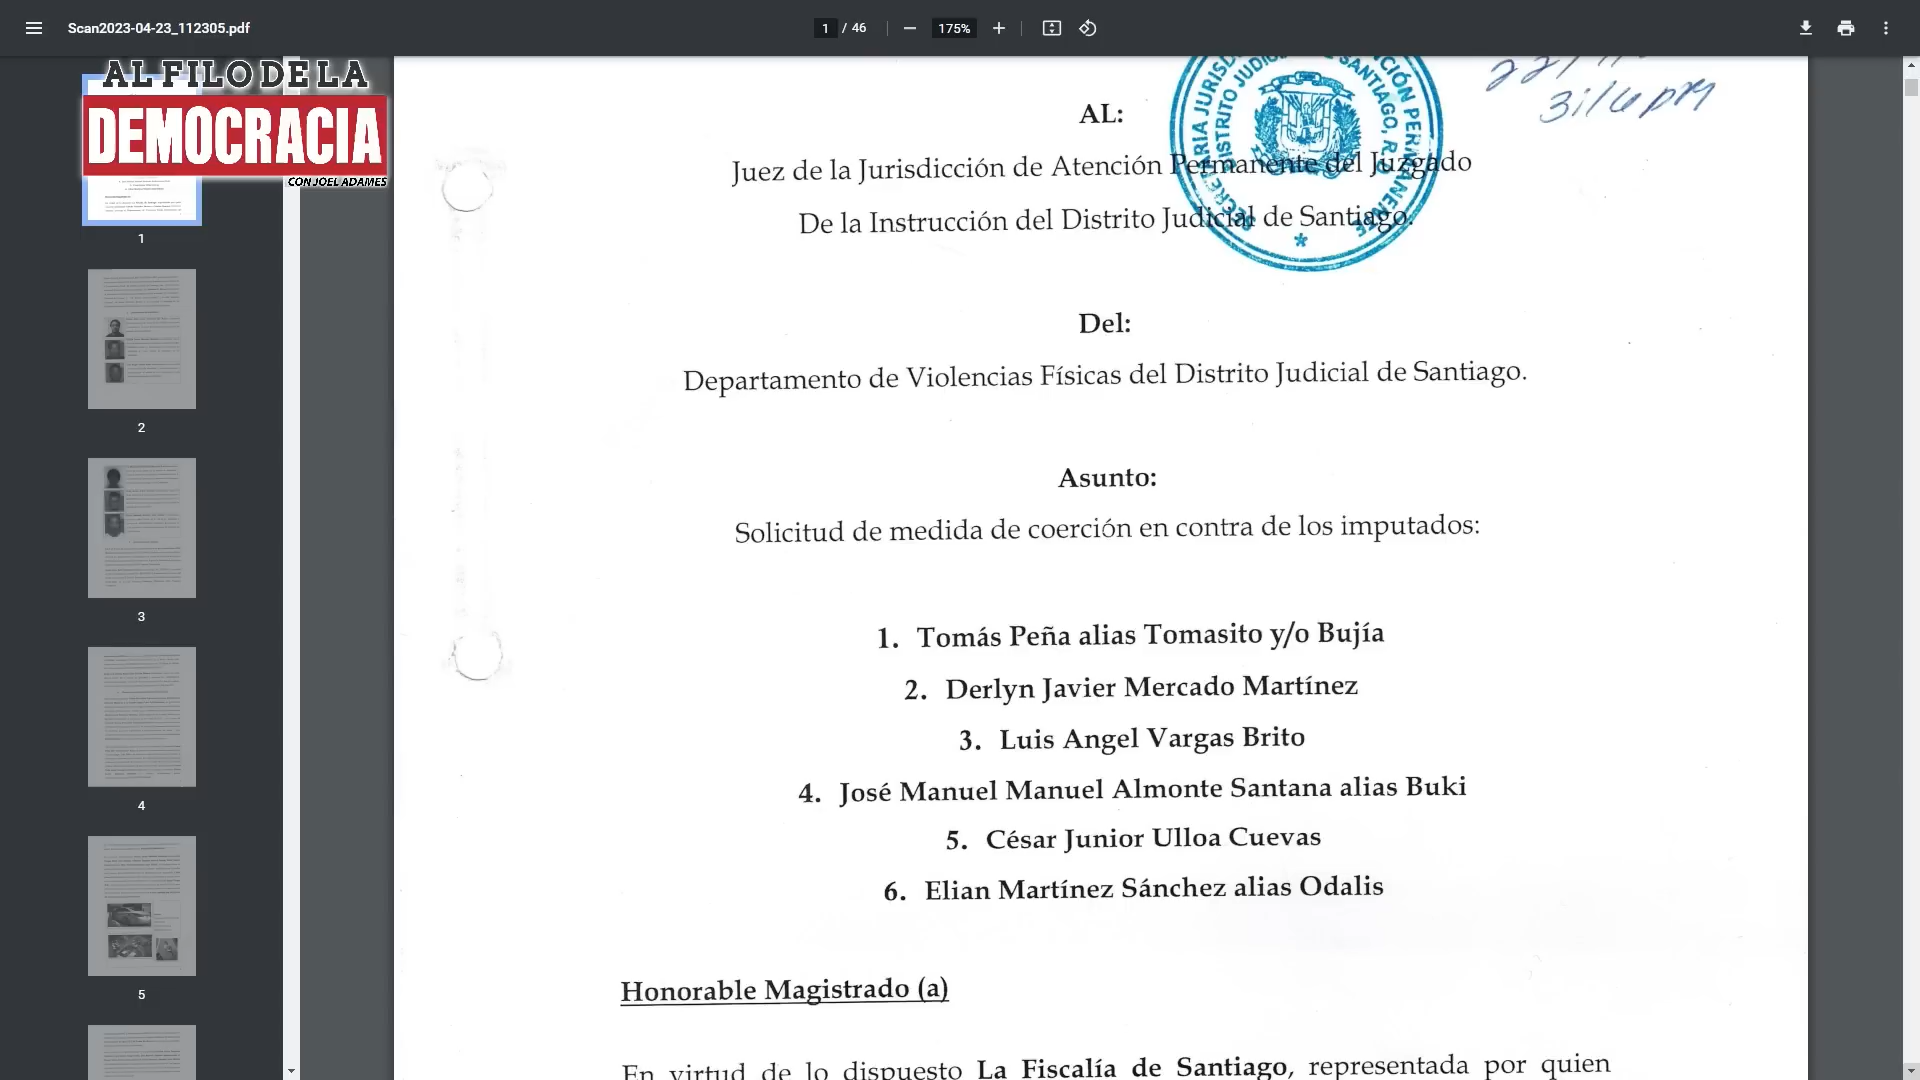 Scan2023-04-23_112305.pdf
1 / 46
175%
AL FILO DE LA
DEMOCRACIA
CON JOEL ADAMES
1
2
3
4
5
AL:
Juez de la Jurisdicción de Atención Permanente del Juzgado
De la Instrucción del Distrito Judicial de Santiago.
Del:
Departamento de Violencias Físicas del Distrito Judicial de Santiago.
Asunto:
Solicitud de medida de coerción en contra de los imputados:
1. Tomás Peña alias Tomasito y/o Bujía
2. Derlyn Javier Mercado Martínez
3. Luis Angel Vargas Brito
4. José Manuel Manuel Almonte Santana alias Buki
5. César Junior Ulloa Cuevas
6. Elian Martínez Sánchez alias Odalis
Honorable Magistrado (a)
En virtud de lo dispuesto La Fiscalía de Santiago, representada por quien